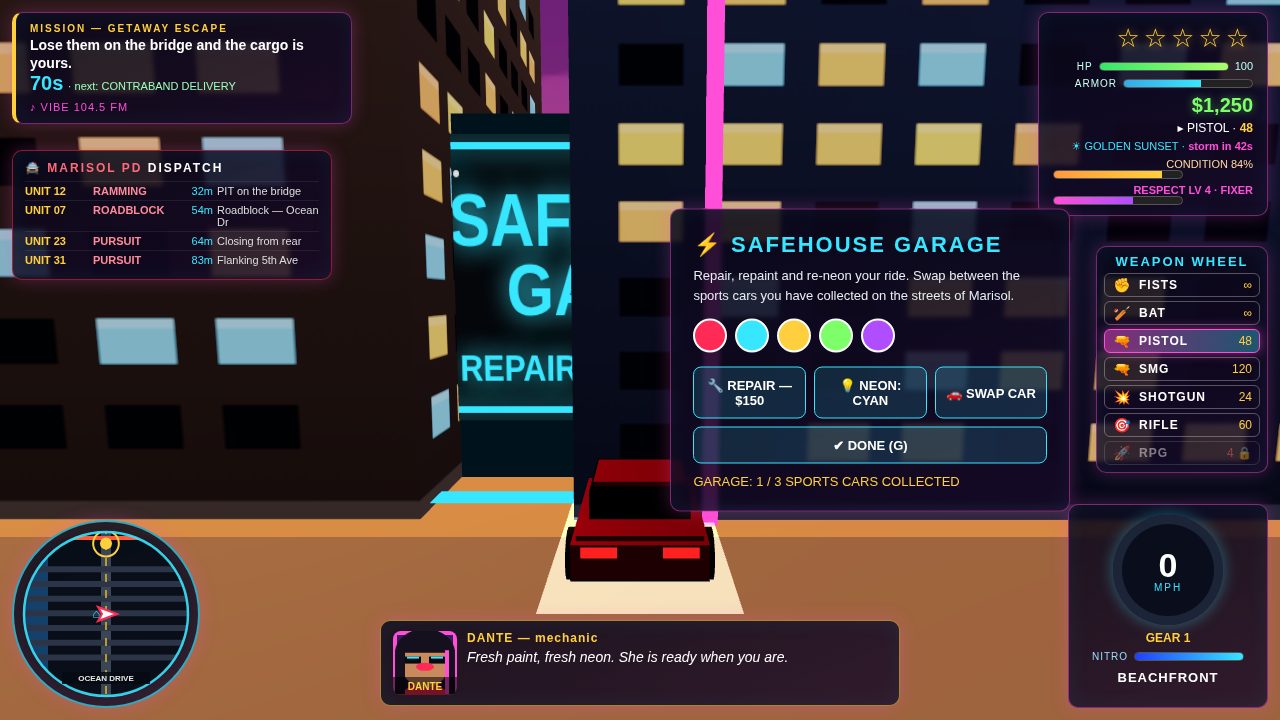 MISSION — GETAWAY ESCAPE
Lose them on the bridge and the cargo is
yours.
70s · next: CONTRABAND DELIVERY
♪ VIBE 104.5 FM
🚔 MARISOL PD DISPATCH
UNIT 12 RAMMING 32m PIT on the bridge
UNIT 07 ROADBLOCK 54m Roadblock — Ocean
Dr
UNIT 23 PURSUIT 64m Closing from rear
UNIT 31 PURSUIT 83m Flanking 5th Ave
SAF
GA
REPAIR
☆☆☆☆☆
HP 100
ARMOR
$1,250
▸ PISTOL · 48
☀ GOLDEN SUNSET · storm in 42s
CONDITION 84%
RESPECT LV 4 · FIXER
⚡ SAFEHOUSE GARAGE
Repair, repaint and re-neon your ride. Swap between the
sports cars you have collected on the streets of Marisol.
🔧 REPAIR —
$150
💡 NEON:
CYAN
🚗 SWAP CAR
✔ DONE (G)
GARAGE: 1 / 3 SPORTS CARS COLLECTED
WEAPON WHEEL
✊ FISTS ∞
🏏 BAT ∞
🔫 PISTOL 48
🔫 SMG 120
💥 SHOTGUN 24
🎯 RIFLE 60
🚀 RPG 4 🔒
OCEAN DRIVE
DANTE
DANTE — mechanic
Fresh paint, fresh neon. She is ready when you are.
0
MPH
GEAR 1
NITRO
BEACHFRONT